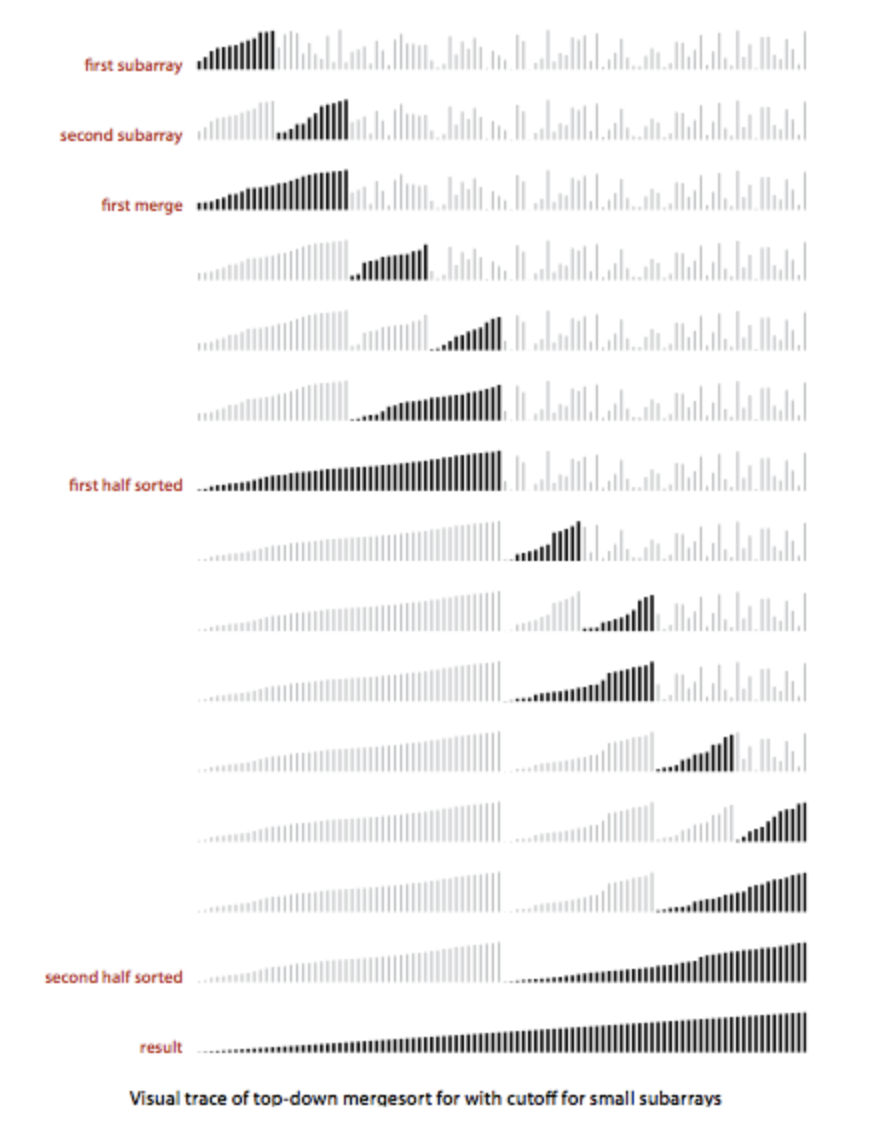 first subarray
second subarray
first merge
first half sorted
second half sorted
result
Visual trace of top-down mergesort for with cutoff for small subarrays